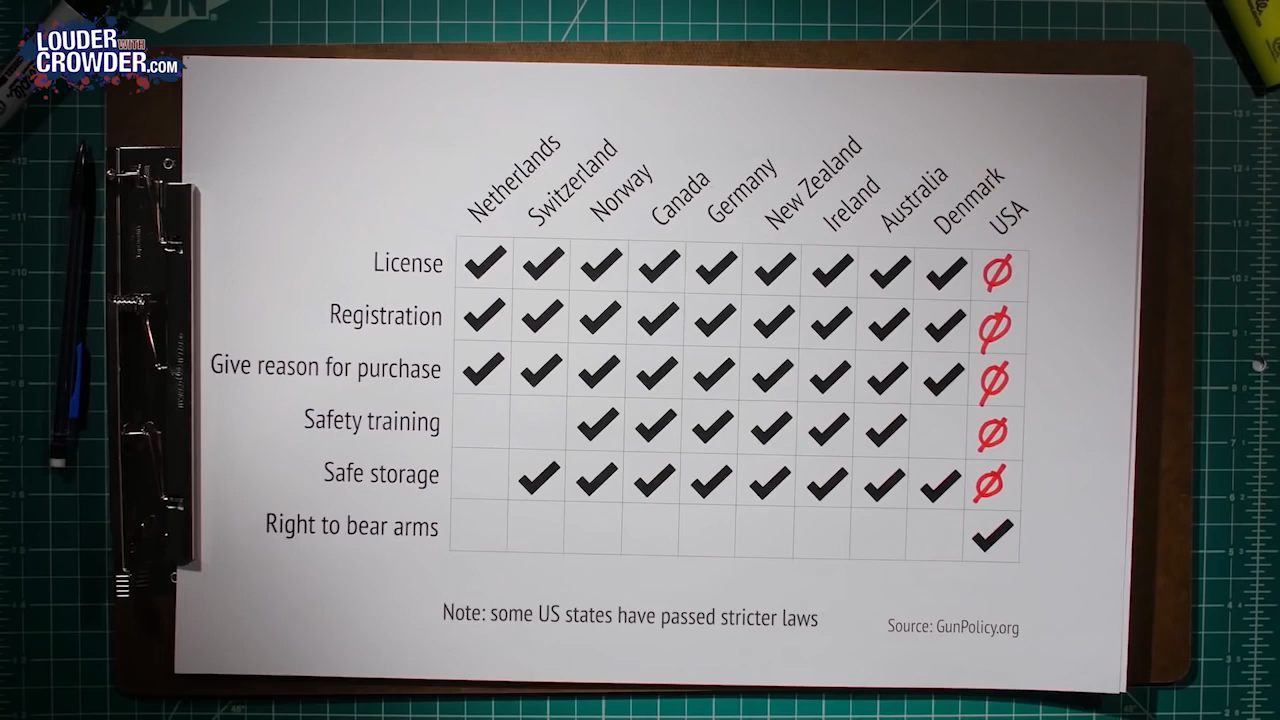 LOUDER WITH
CROWDER.COM
Netherlands
Switzerland
Norway
Canada
Germany
New Zealand
Ireland
Australia
Denmark
USA
License
Registration
Give reason for purchase
Safety training
Safe storage
Right to bear arms
Note: some US states have passed stricter laws
Source: GunPolicy.org